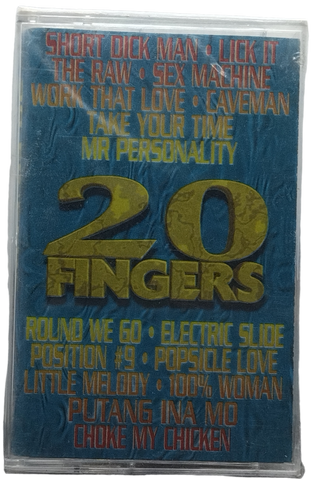 SHORT DICK MAN • LICK IT
THE RAW • SEX MACHINE
WORK THAT LOVE • CAVEMAN
TAKE YOUR TIME
MR PERSONALITY
20
FINGERS
ROUND WE GO • ELECTRIC SLIDE
POSITION #9 • POPSICLE LOVE
LITTLE MELODY • 100% WOMAN
PUTANG INA MO
CHOKE MY CHICKEN